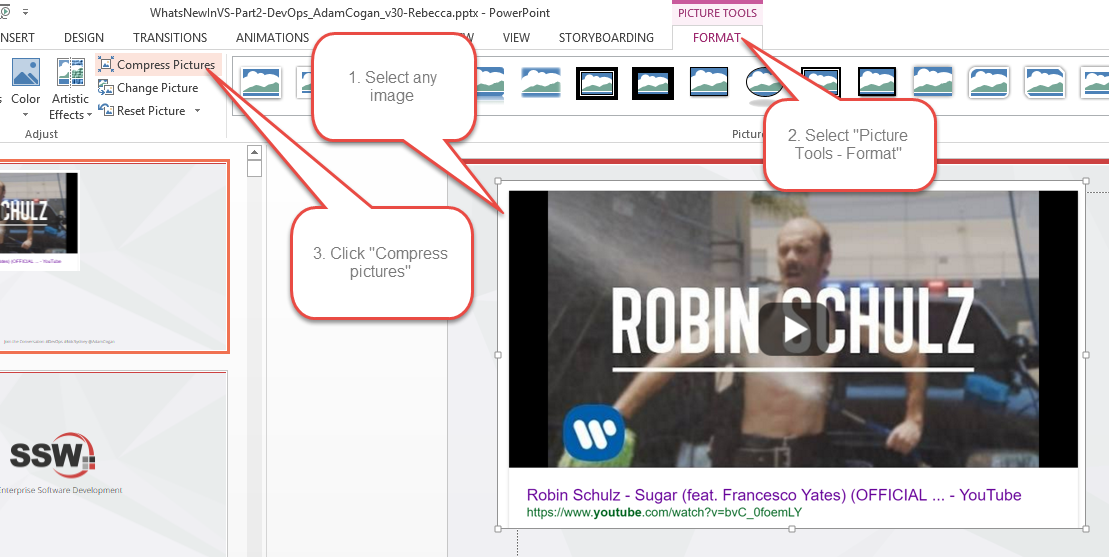 WhatsNewInVS-Part2-DevOps_AdamCogan_v30-Rebecca.pptx - PowerPoint
PICTURE TOOLS
INSERT DESIGN TRANSITIONS ANIMATIONS VIEW STORYBOARDING FORMAT
Compress Pictures
Change Picture
Reset Picture
Color
Artistic
Effects
Adjust
1. Select any
image
2. Select "Picture
Tools - Format"
3. Click "Compress
pictures"
ROBIN SCHULZ
Robin Schulz - Sugar (feat. Francesco Yates) (OFFICIAL ... - YouTube
https://www.youtube.com/watch?v=bvC_0foemLY
SSW
Enterprise Software Development